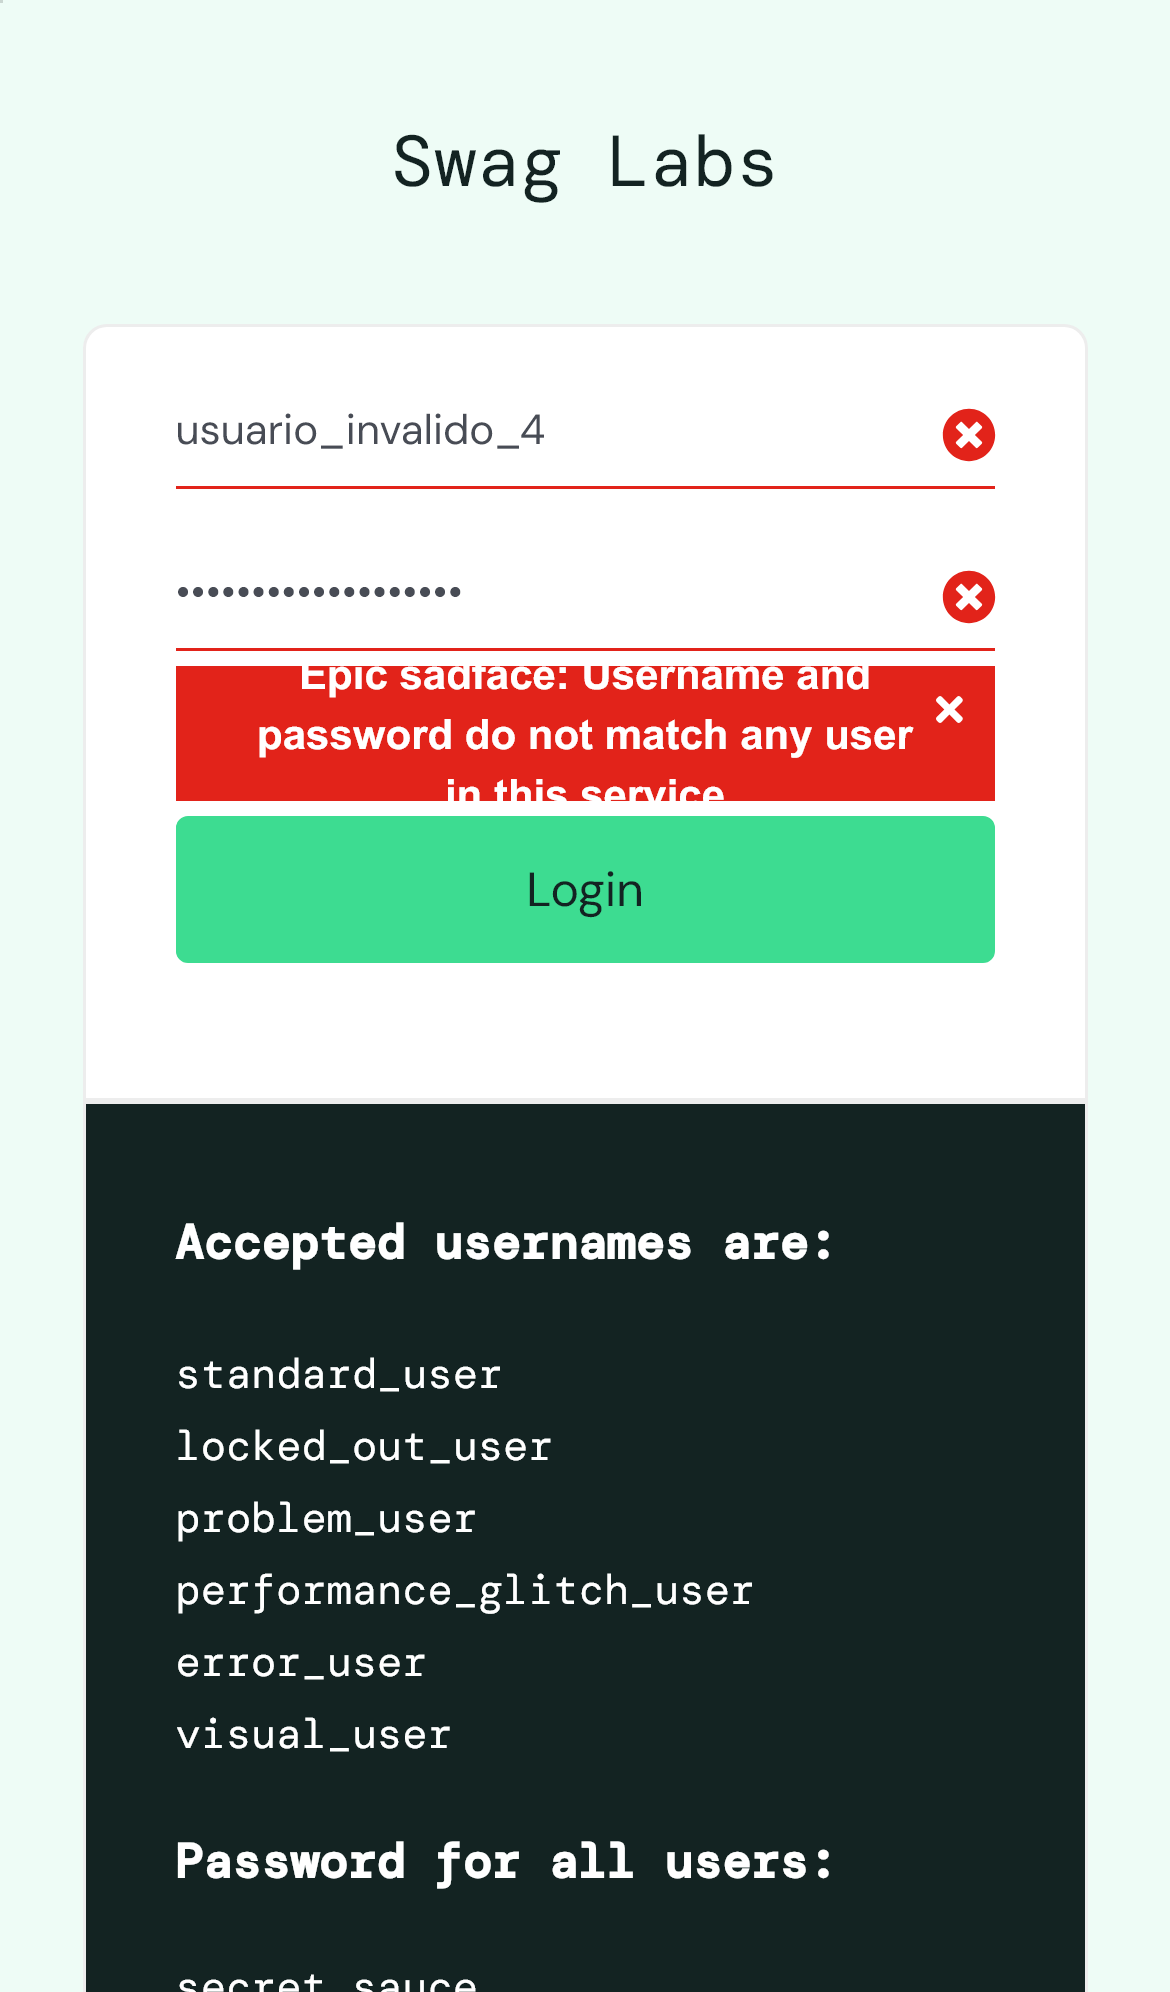 Swag Labs
usuario_invalido_4
•••••••••••••••••••
Epic sadface: Username and
password do not match any user
in this service
Login
Accepted usernames are:
standard_user
locked_out_user
problem_user
performance_glitch_user
error_user
visual_user
Password for all users:
secret_sauce